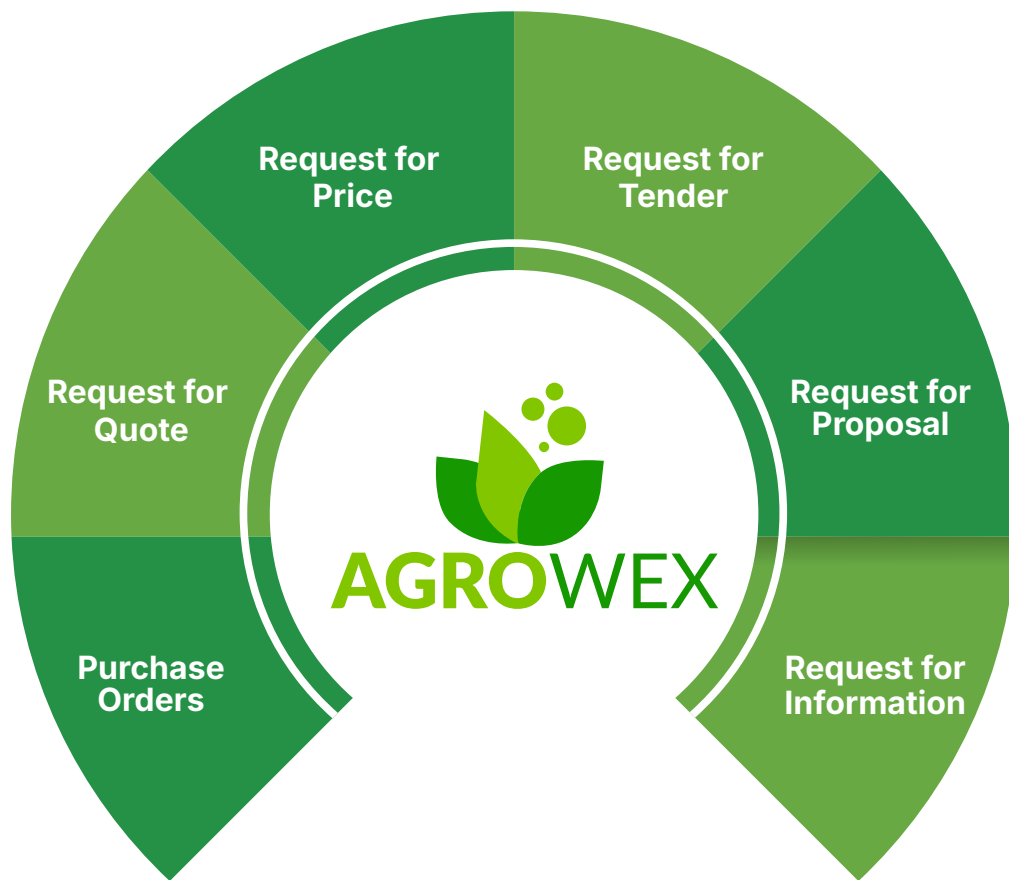 Request for
Price
Request for
Tender
Request for
Quote
Request for
Proposal
AGROWEX
Purchase
Orders
Request for
Information